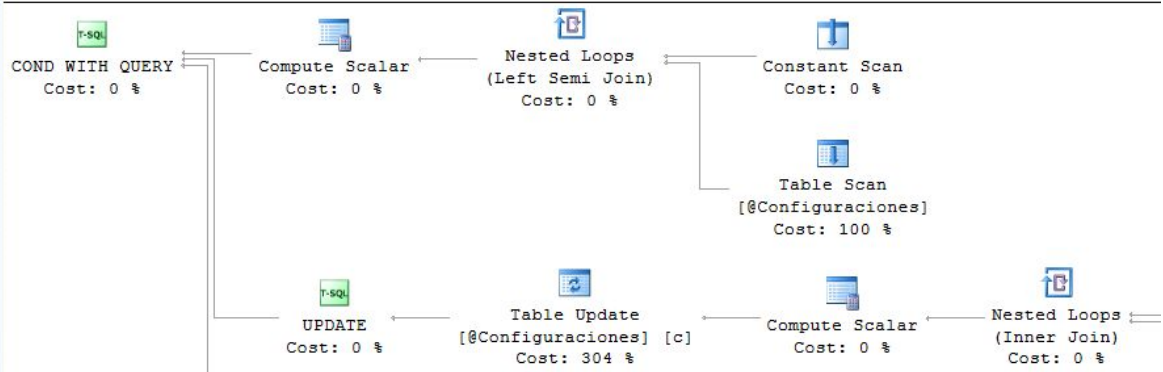 T-SQL
COND WITH QUERY
Cost: 0 %
Compute Scalar
Cost: 0 %
Nested Loops
(Left Semi Join)
Cost: 0 %
Constant Scan
Cost: 0 %
Table Scan
[@Configuraciones]
Cost: 100 %
T-SQL
UPDATE
Cost: 0 %
Table Update
[@Configuraciones] [c]
Cost: 304 %
Compute Scalar
Cost: 0 %
Nested Loops
(Inner Join)
Cost: 0 %